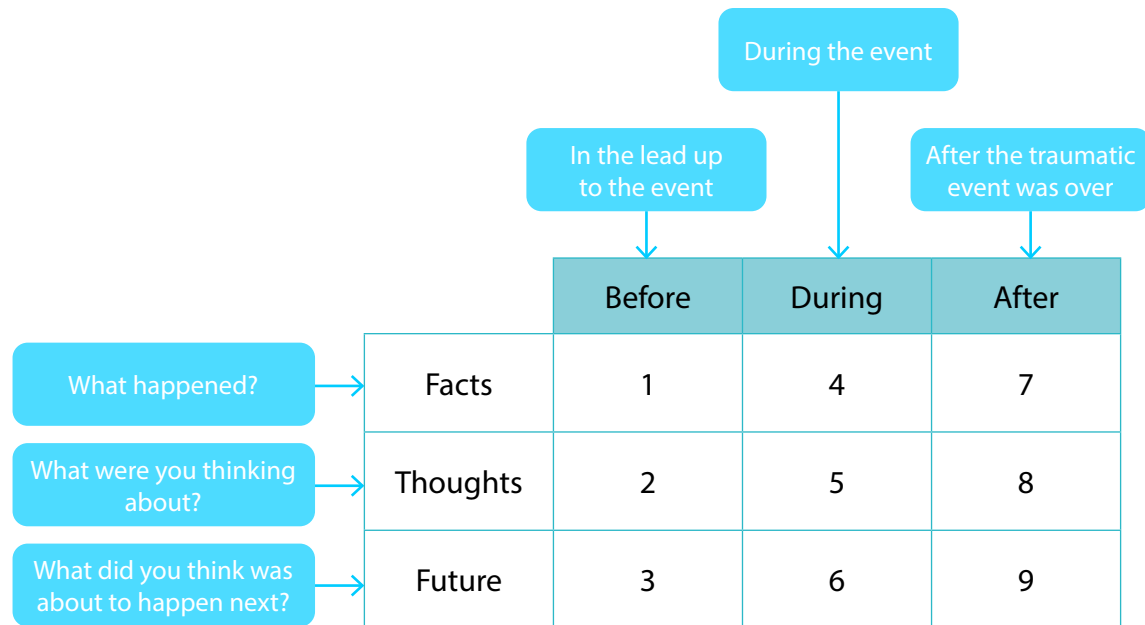 During the event
In the lead up
to the event
After the traumatic
event was over
Before During After
What happened?
Facts 1 4 7
What were you thinking
about?
Thoughts 2 5 8
What did you think was
about to happen next?
Future 3 6 9